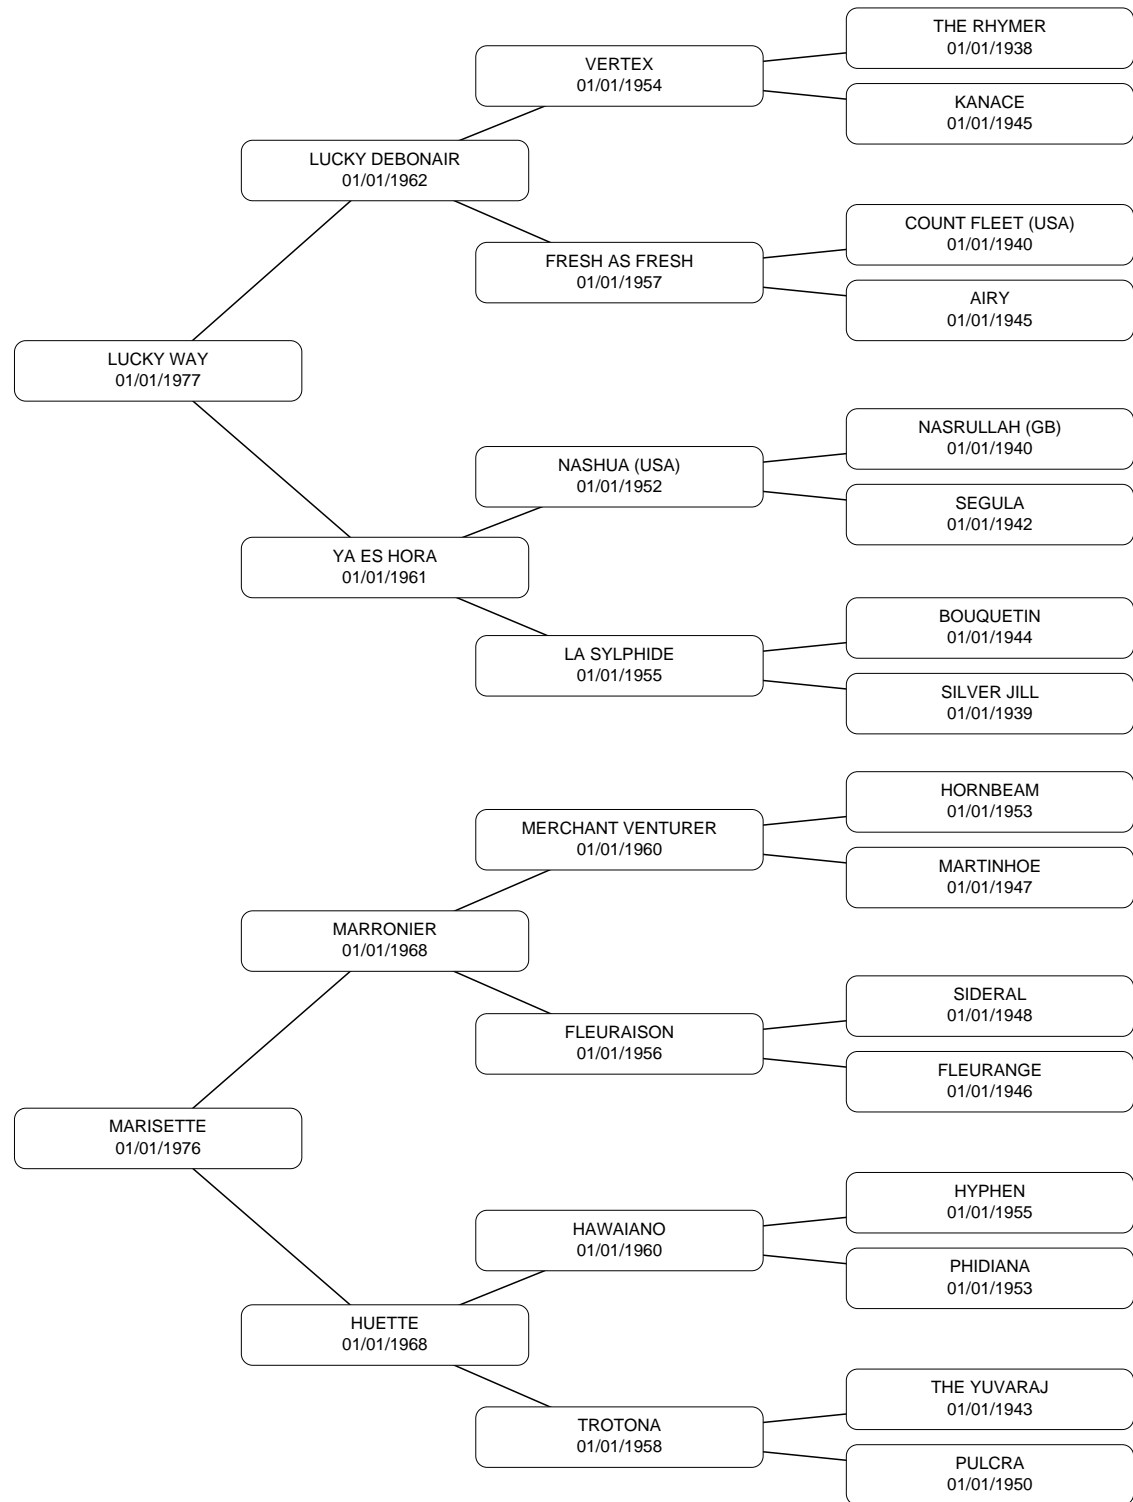 THE RHYMER
01/01/1938
VERTEX
01/01/1954
KANACE
01/01/1945
LUCKY DEBONAIR
01/01/1962
COUNT FLEET (USA)
01/01/1940
FRESH AS FRESH
01/01/1957
AIRY
01/01/1945
LUCKY WAY
01/01/1977
NASRULLAH (GB)
01/01/1940
NASHUA (USA)
01/01/1952
SEGULA
01/01/1942
YA ES HORA
01/01/1961
BOUQUETIN
01/01/1944
LA SYLPHIDE
01/01/1955
SILVER JILL
01/01/1939
HORNBEAM
01/01/1953
MERCHANT VENTURER
01/01/1960
MARTINHOE
01/01/1947
MARRONIER
01/01/1968
SIDERAL
01/01/1948
FLEURAISON
01/01/1956
FLEURANGE
01/01/1946
MARISETTE
01/01/1976
HYPHEN
01/01/1955
HAWAIANO
01/01/1960
PHIDIANA
01/01/1953
HUETTE
01/01/1968
THE YUVARAJ
01/01/1943
TROTONA
01/01/1958
PULCRA
01/01/1950